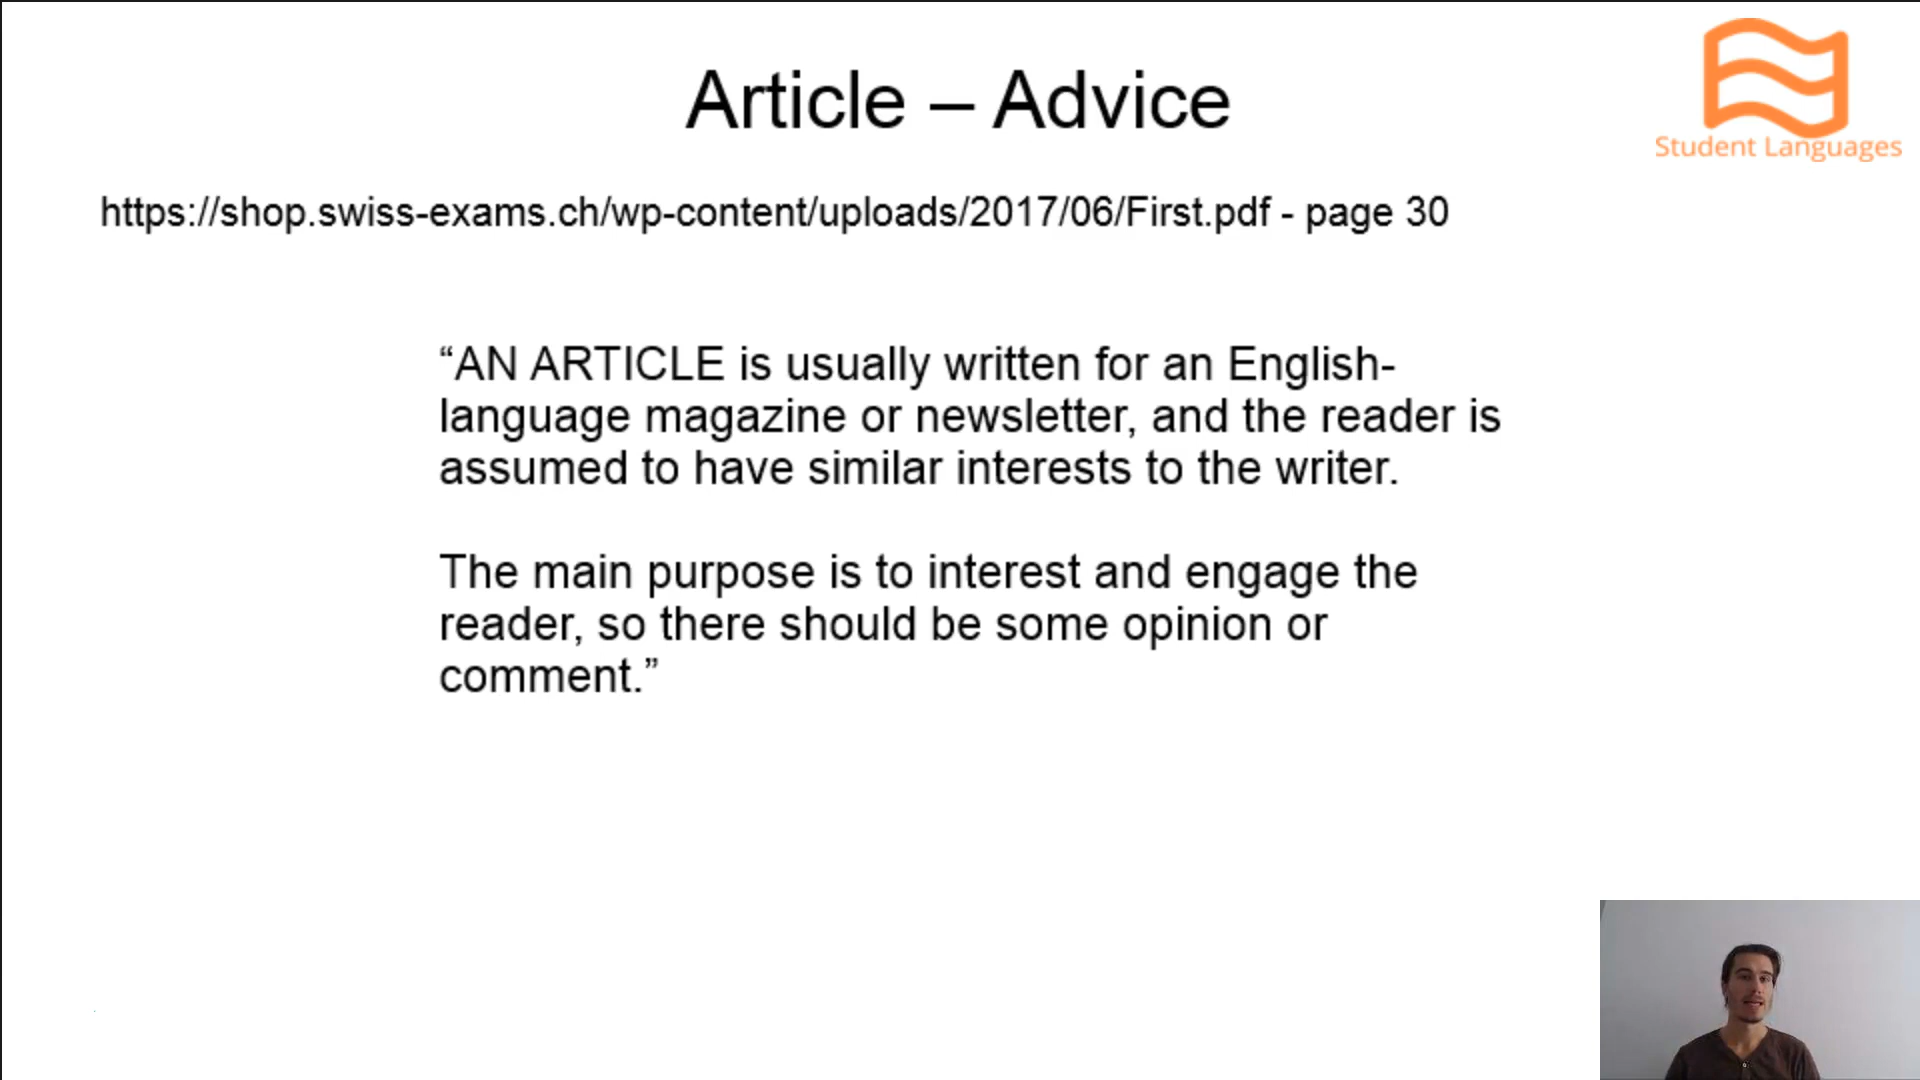 Article – Advice
Student Languages
https://shop.swiss-exams.ch/wp-content/uploads/2017/06/First.pdf - page 30
“AN ARTICLE is usually written for an English-
language magazine or newsletter, and the reader is
assumed to have similar interests to the writer.
The main purpose is to interest and engage the
reader, so there should be some opinion or
comment.”